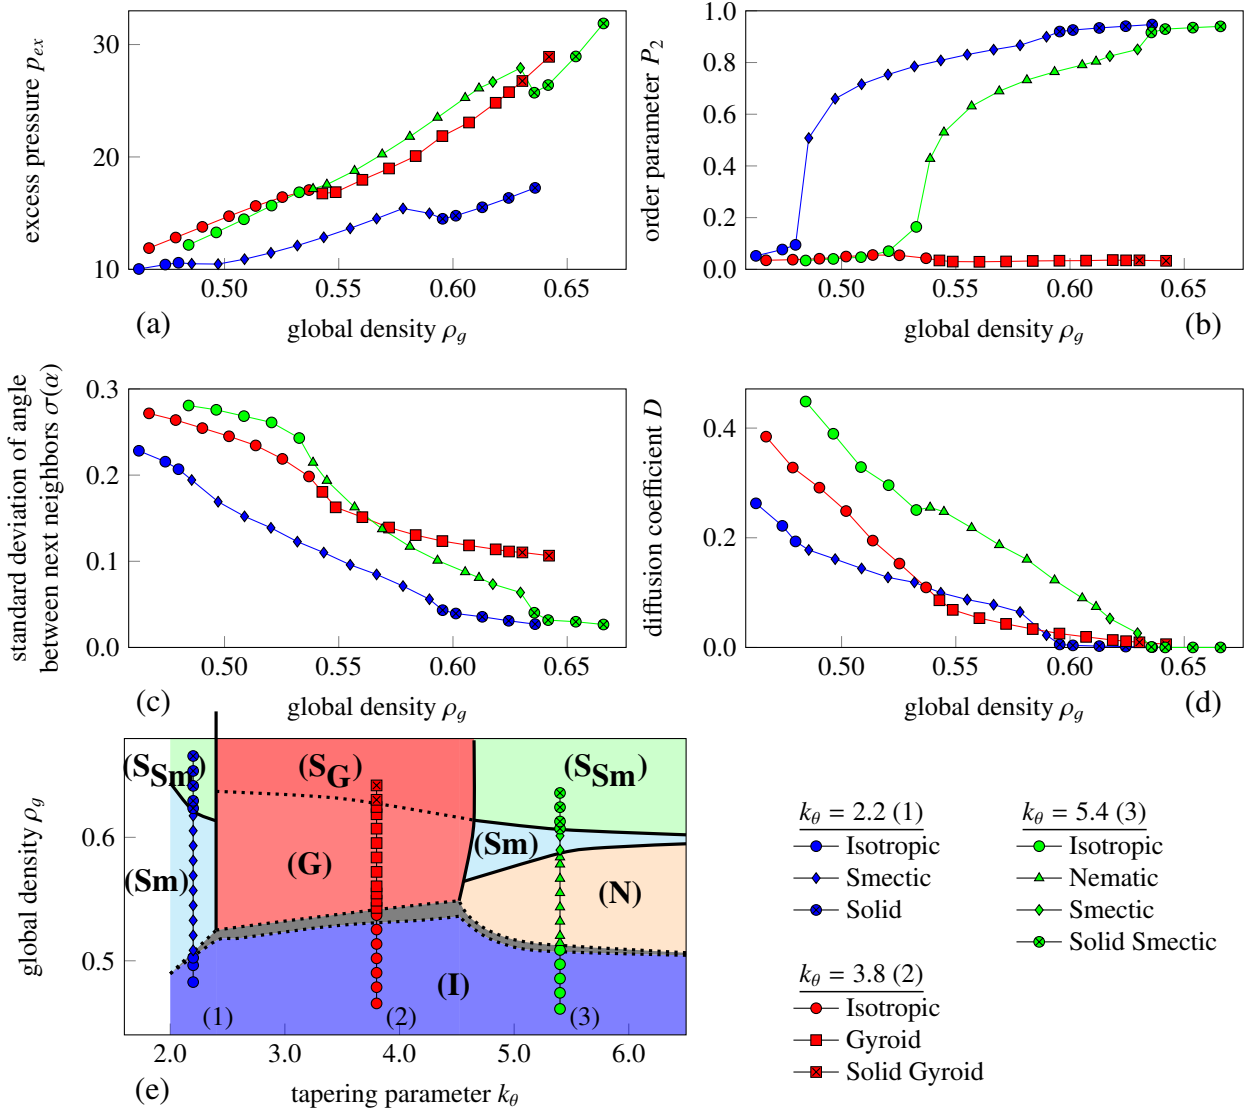 30
20
10
0.50 0.55 0.60 0.65
excess pressure p_ex
global density ρ_g
(a)
1.0
0.8
0.6
0.4
0.2
0.0
0.50 0.55 0.60 0.65
order parameter P_2
global density ρ_g
(b)
0.3
0.2
0.1
0.0
0.50 0.55 0.60 0.65
standard deviation of angle
between next neighbors σ(α)
global density ρ_g
(c)
0.4
0.2
0.0
0.50 0.55 0.60 0.65
diffusion coefficient D
global density ρ_g
(d)
(S_Sm) (S_G) (S_Sm)
0.6
(Sm) (G) (Sm) (N)
0.5
(I)
(1) (2) (3)
2.0 3.0 4.0 5.0 6.0
global density ρ_g
tapering parameter k_θ
(e)
k_θ = 2.2 (1)
Isotropic
Smectic
Solid
k_θ = 3.8 (2)
Isotropic
Gyroid
Solid Gyroid
k_θ = 5.4 (3)
Isotropic
Nematic
Smectic
Solid Smectic